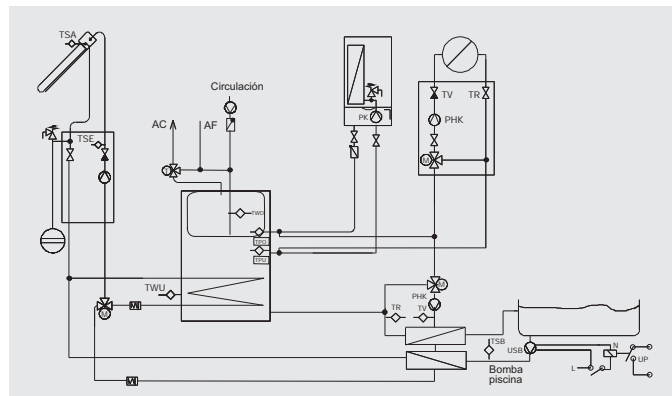 TSA
Circulación
AC
AF
TSE
M
TWO
TPO
TPU
TWU
M
M
M
PK
TV
TR
PHK
M
M
PHK
TR
TV
TSB
USB
N
L
UP
Bomba
piscina